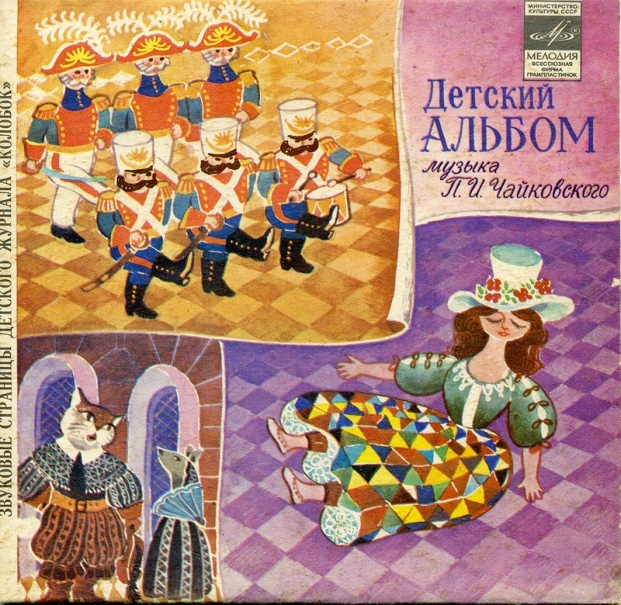 МИНИСТЕРСТВО
КУЛЬТУРЫ СССР
МЕЛОДИЯ
ВСЕСОЮЗНАЯ
ФИРМА
ГРАМПЛАСТИНОК
Детский
АЛЬБОМ
музыка
П. И. Чайковского
ЗВУКОВЫЕ СТРАНИЦЫ ДЕТСКОГО ЖУРНАЛА «КОЛОБОК»